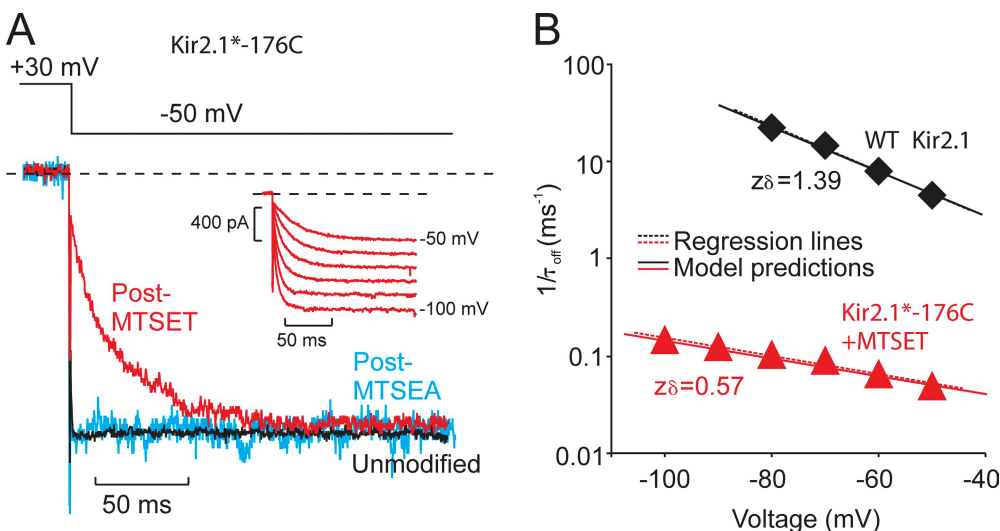 A
Kir2.1*-176C
+30 mV
-50 mV
400 pA
-50 mV
-100 mV
50 ms
Post-
MTSET
Post-
MTSEA
Unmodified
50 ms
B
100
10
1
0.1
0.01
1/τoff (ms-1)
WT Kir2.1
zδ=1.39
Regression lines
Model predictions
Kir2.1*-176C
+MTSET
zδ=0.57
-100
-80
-60
-40
Voltage (mV)